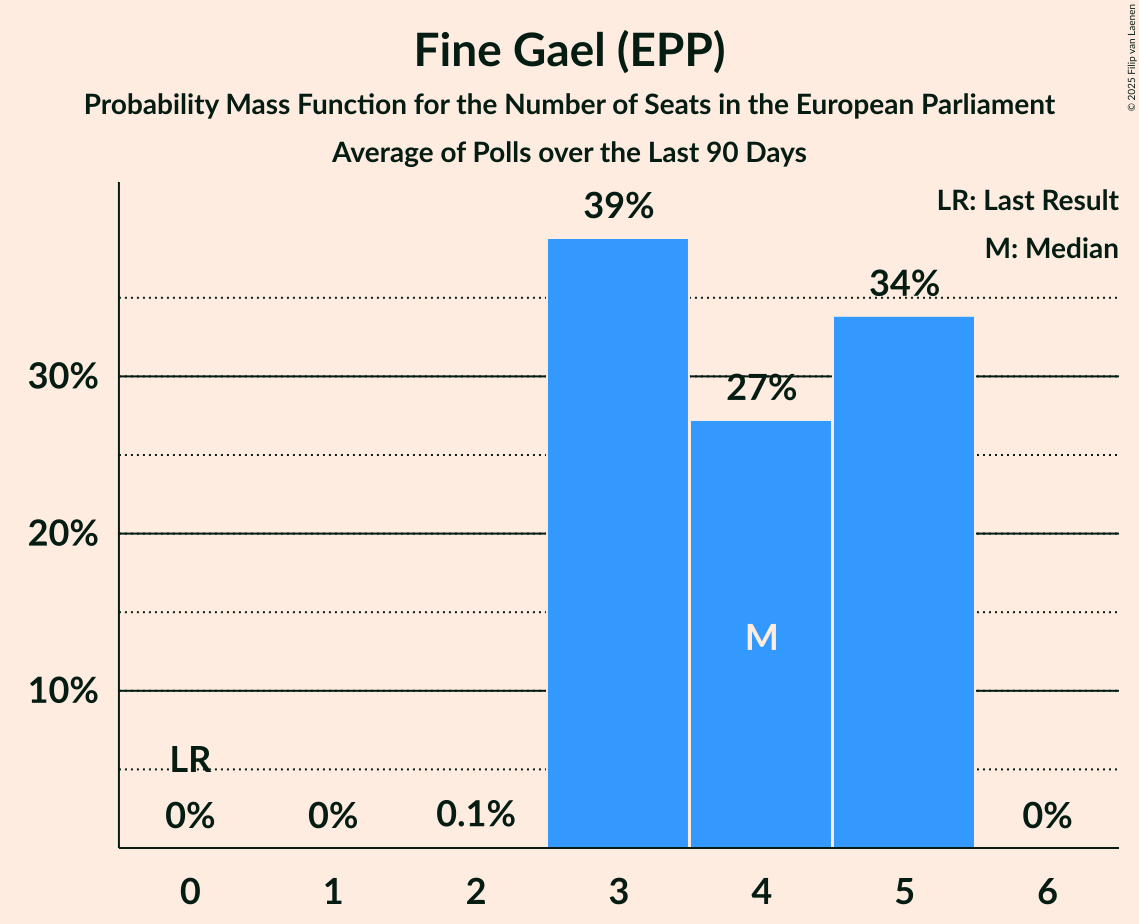 Fine Gael (EPP)
Probability Mass Function for the Number of Seats in the European Parliament
Average of Polls over the Last 90 Days
© 2025 Filip van Laenen
LR: Last Result
M: Median
39%
34%
27%
30%
20%
10%
M
LR
0%
0%
0.1%
0%
0
1
2
3
4
5
6